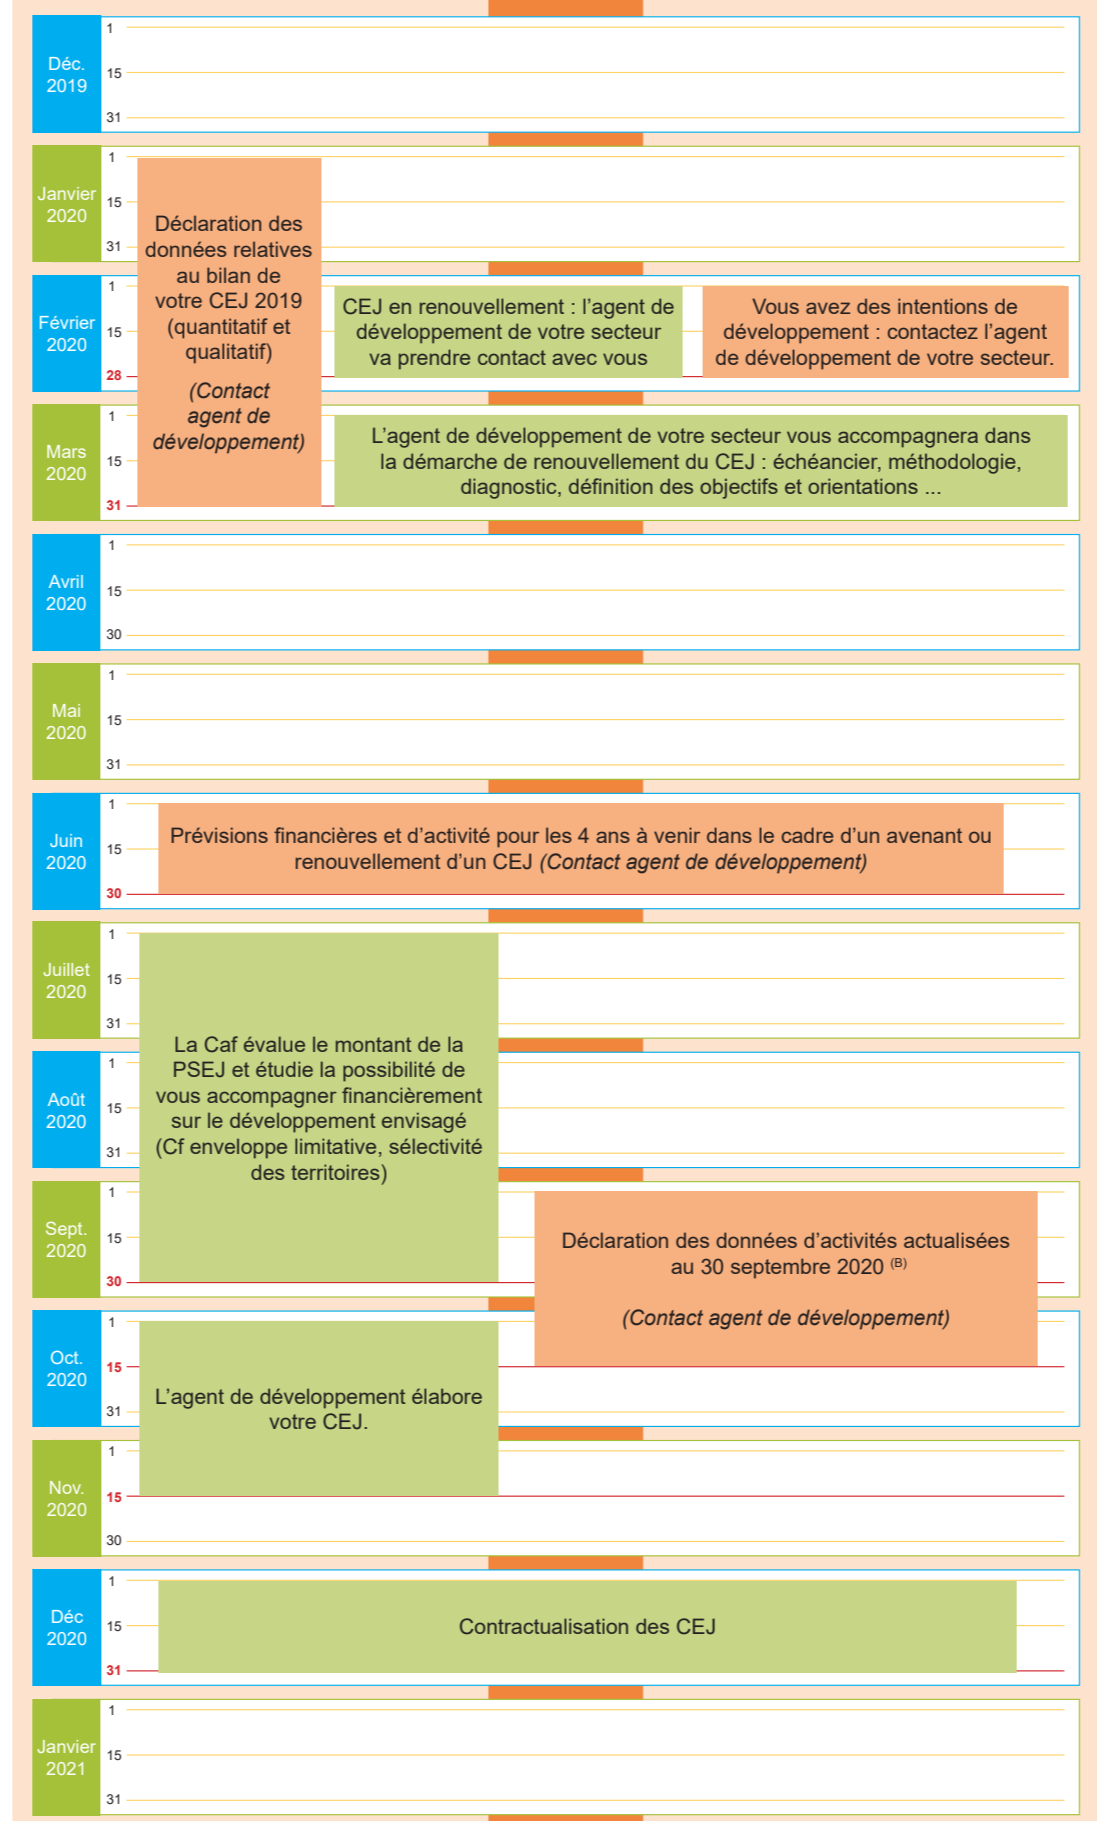 Déc.
2019
1
15
31
Janvier
2020
1
15
31
Déclaration des
données relatives
au bilan de
votre CEJ 2019
(quantitatif et
qualitatif)
(Contact
agent de
développement)
Février
2020
1
15
28
CEJ en renouvellement : l’agent de
développement de votre secteur
va prendre contact avec vous
Vous avez des intentions de
développement : contactez l’agent
de développement de votre secteur.
Mars
2020
1
15
31
L’agent de développement de votre secteur vous accompagnera dans
la démarche de renouvellement du CEJ : échéancier, méthodologie,
diagnostic, définition des objectifs et orientations ...
Avril
2020
1
15
30
Mai
2020
1
15
31
Juin
2020
1
15
30
Prévisions financières et d’activité pour les 4 ans à venir dans le cadre d’un avenant ou
renouvellement d’un CEJ (Contact agent de développement)
Juillet
2020
1
15
31
La Caf évalue le montant de la
PSEJ et étudie la possibilité de
vous accompagner financièrement
sur le développement envisagé
(Cf enveloppe limitative, sélectivité
des territoires)
Août
2020
1
15
31
Sept.
2020
1
15
30
Déclaration des données d’activités actualisées
au 30 septembre 2020 (B)
(Contact agent de développement)
Oct.
2020
1
15
31
L’agent de développement élabore
votre CEJ.
Nov.
2020
1
15
30
Déc
2020
1
15
31
Contractualisation des CEJ
Janvier
2021
1
15
31